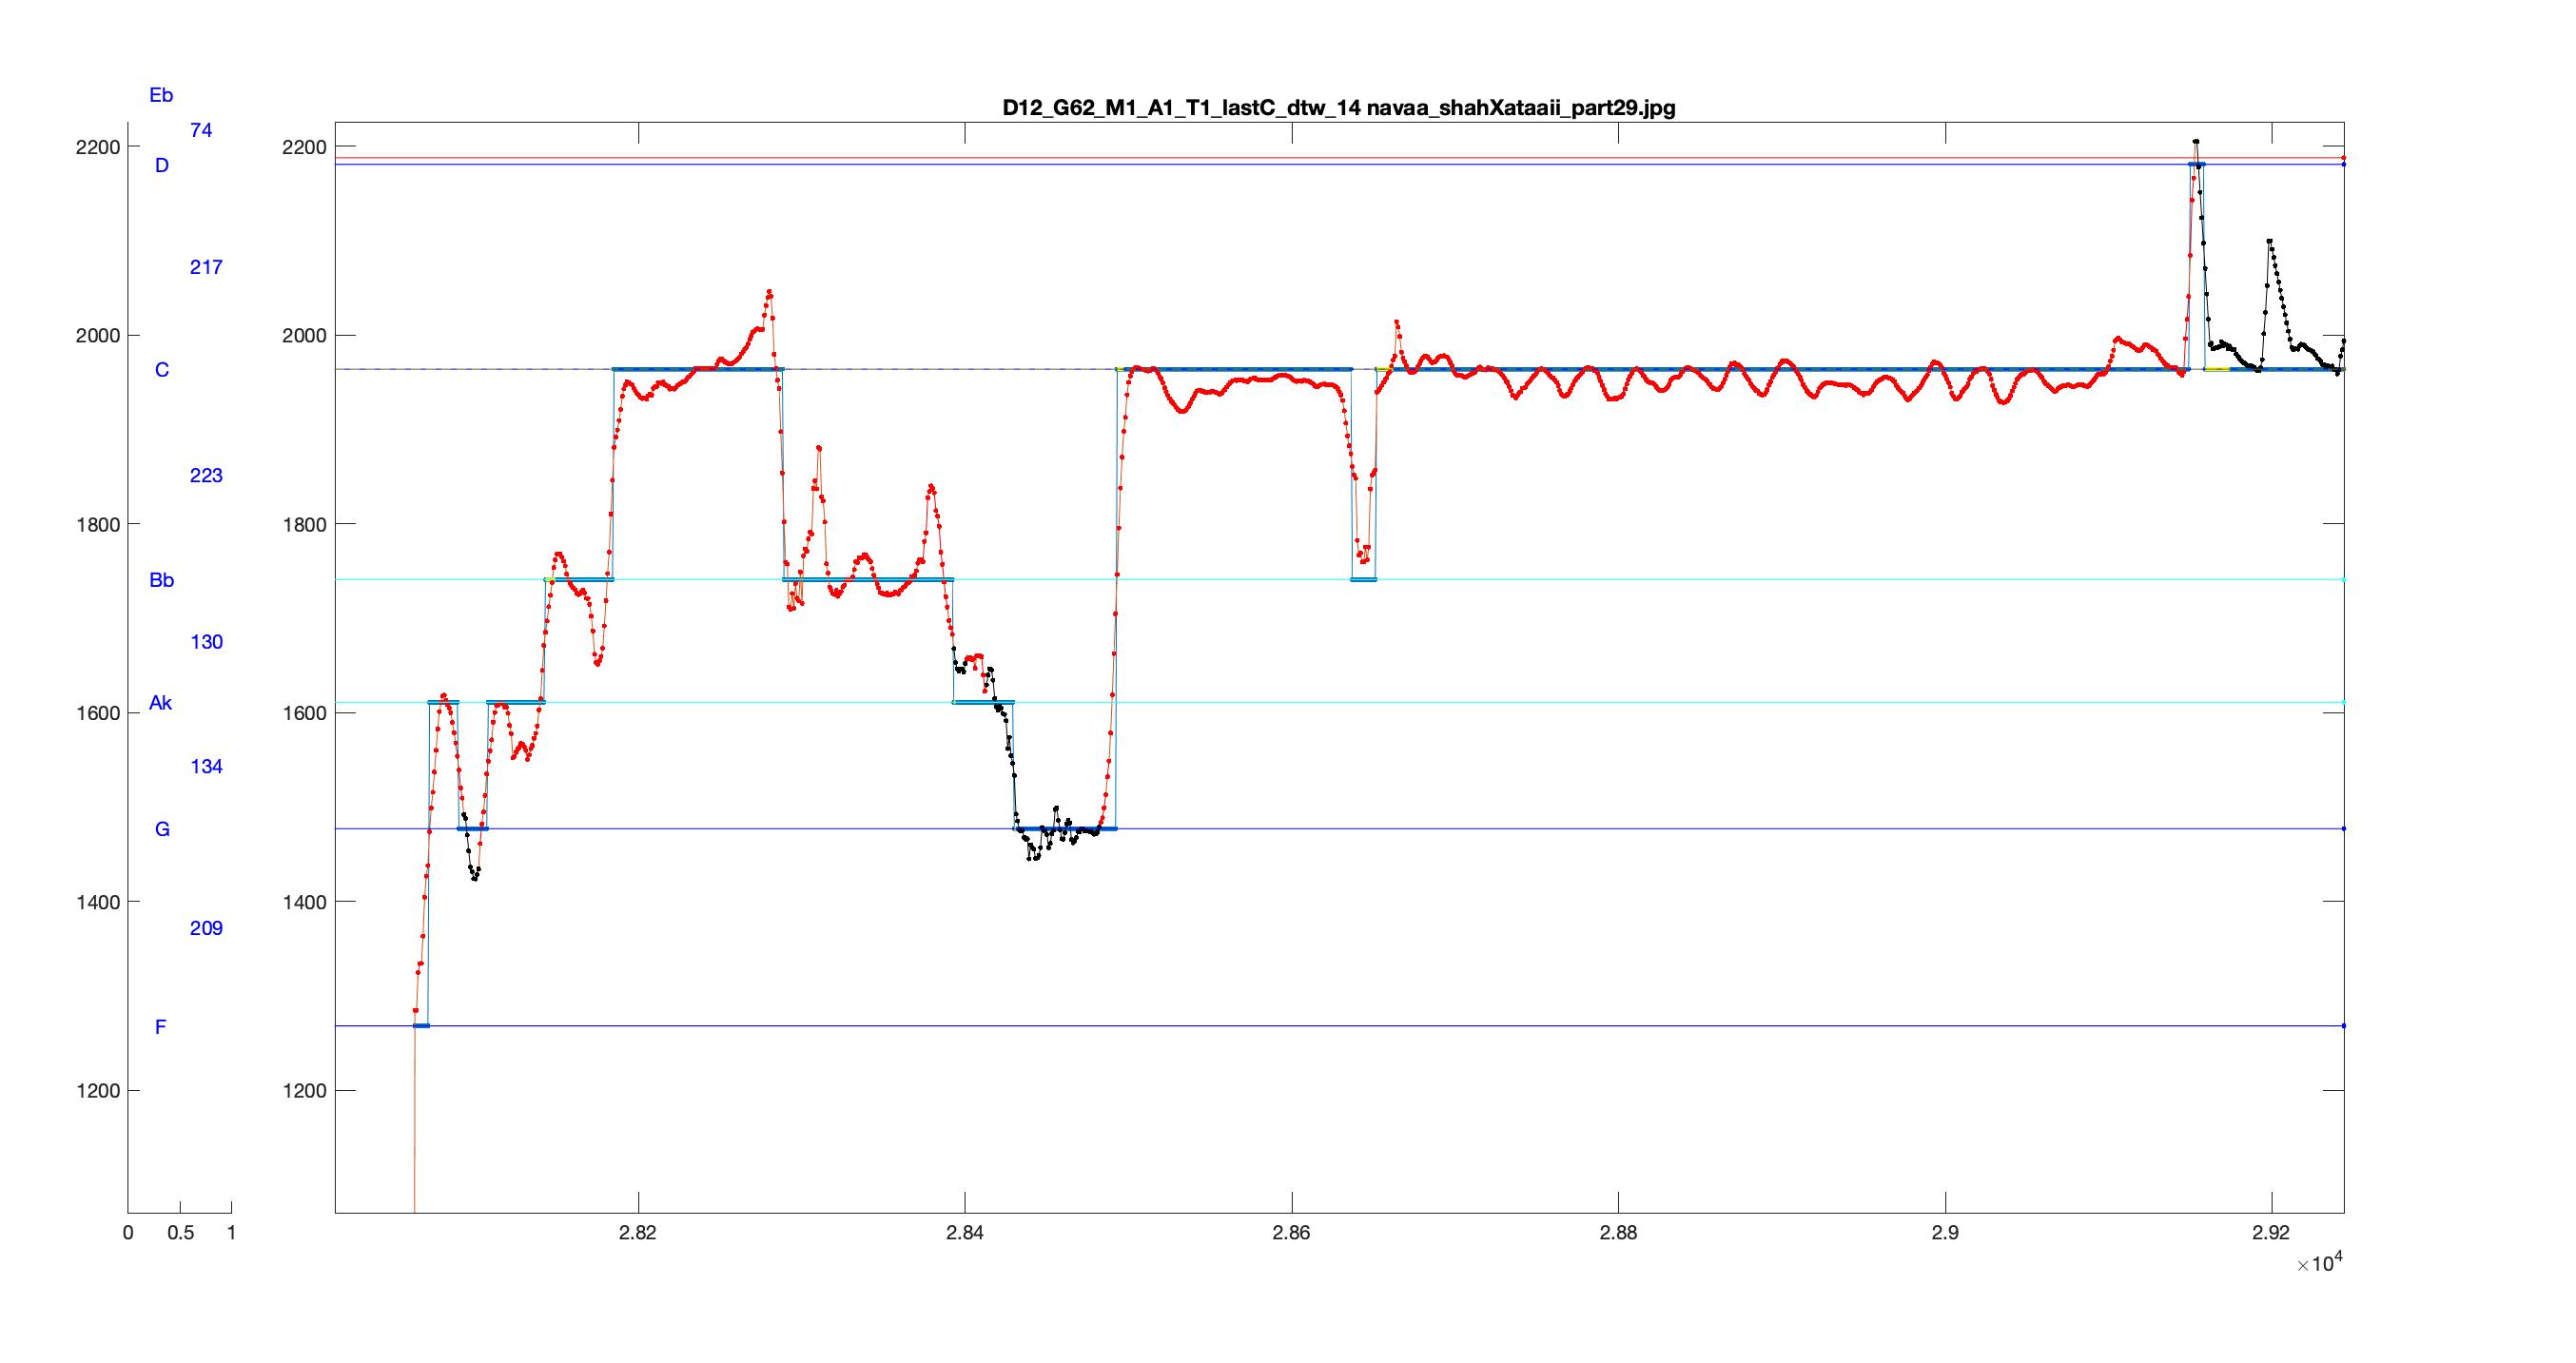 D12_G62_M1_A1_T1_lastC_dtw_14 navaa_shahXataaii_part29.jpg
Eb
74
2200 D 2200
217
2000 2000
C
223
1800 1800
Bb
130
Ak
1600 1600
134
G
1400 1400
209
F
1200 1200
0 0.5 1 2.82 2.84 2.86 2.88 2.9 2.92
×10^4